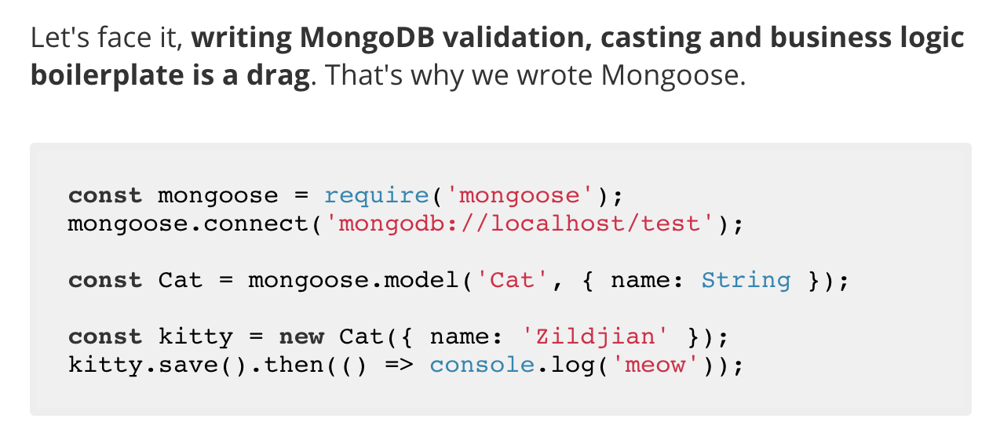 Let's face it, writing MongoDB validation, casting and business logic
boilerplate is a drag. That's why we wrote Mongoose.
const mongoose = require('mongoose');
mongoose.connect('mongodb://localhost/test');
const Cat = mongoose.model('Cat', { name: String });
const kitty = new Cat({ name: 'Zildjian' });
kitty.save().then(() => console.log('meow'));